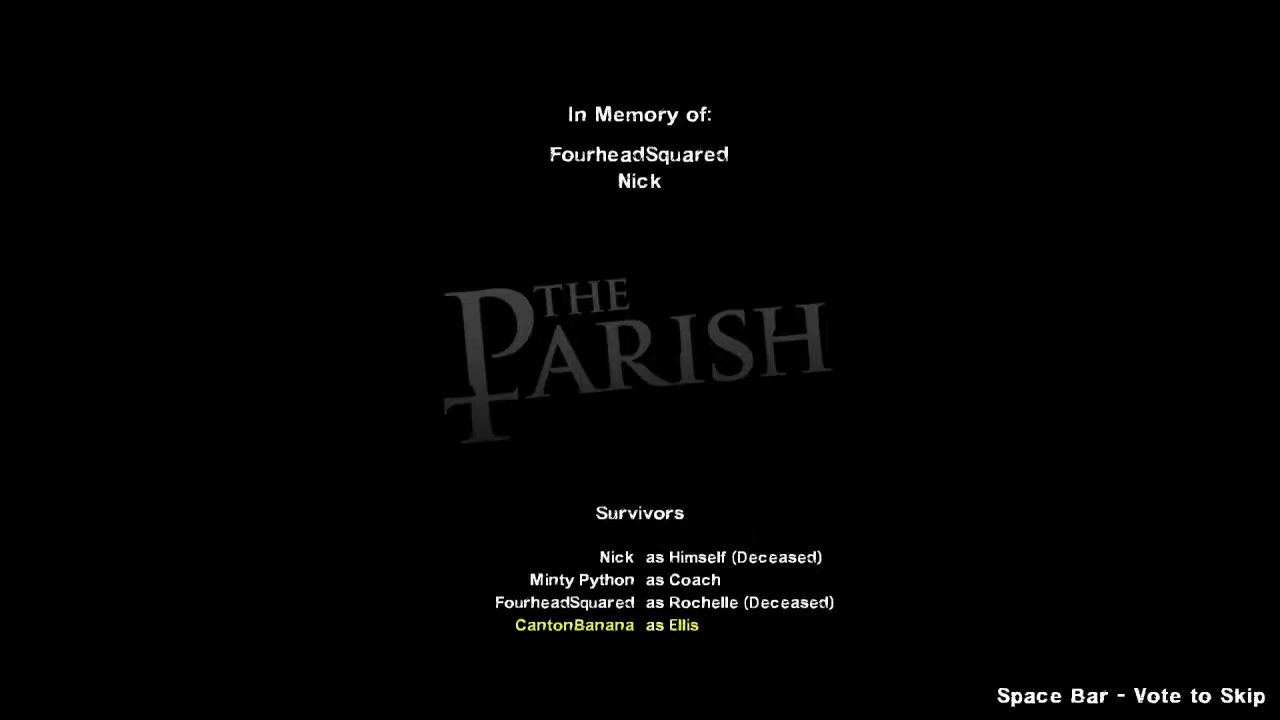 In Memory of:
FourheadSquared
Nick
THE
PARISH
Survivors
Nick as Himself (Deceased)
Minty Python as Coach
FourheadSquared as Rochelle (Deceased)
CantonBanana as Ellis
Space Bar - Vote to Skip